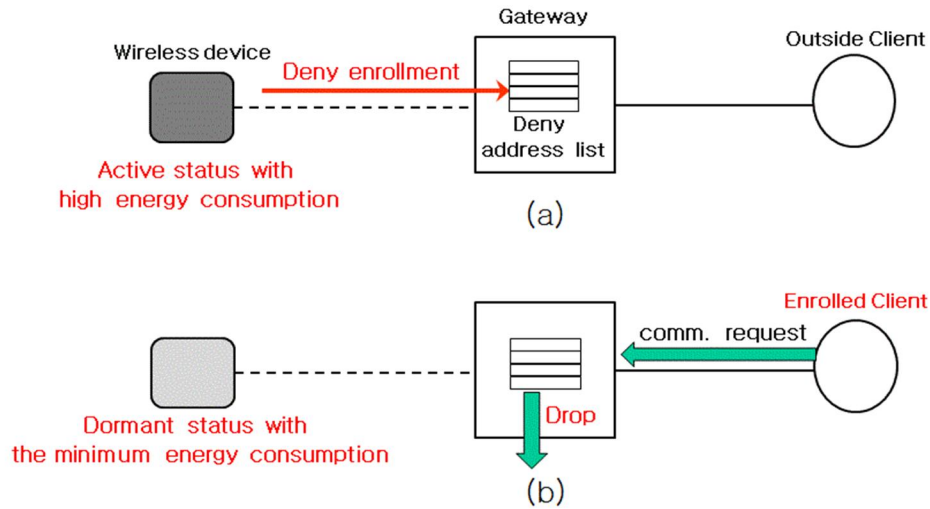 Gateway
Wireless device
Outside Client
Deny enrollment
Deny
address list
Active status with
high energy consumption
(a)
Enrolled Client
comm. request
Drop
Dormant status with
the minimum energy consumption
(b)